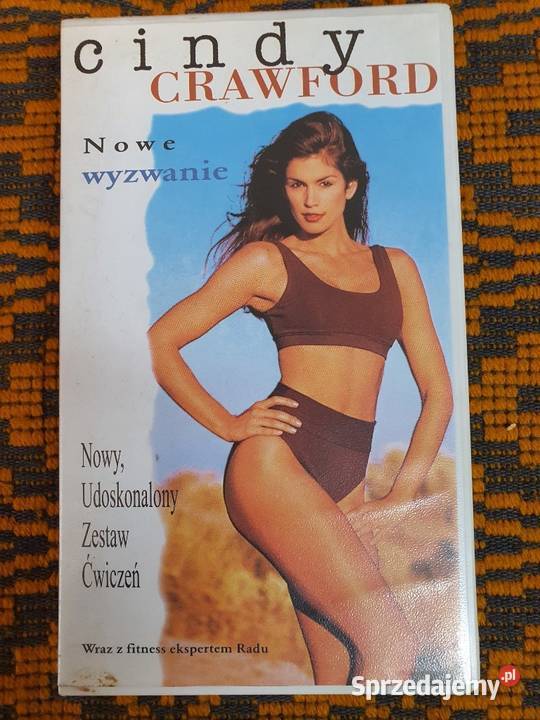 cindy
CRAWFORD
Nowe
wyzwanie
Nowy,
Udoskonalony
Zestaw
Ćwiczeń
Wraz z fitness ekspertem Radu
Sprzedajemy.pl